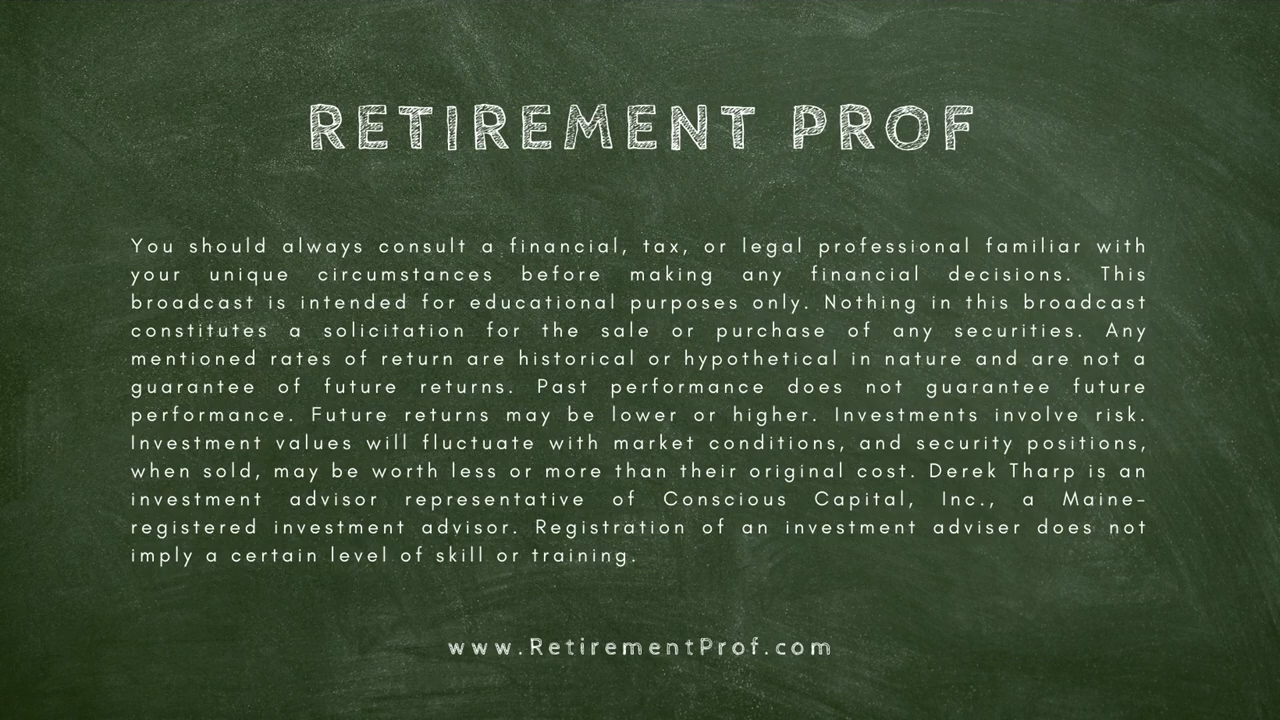 RETIREMENT PROF
You should always consult a financial, tax, or legal professional familiar with
your unique circumstances before making any financial decisions. This
broadcast is intended for educational purposes only. Nothing in this broadcast
constitutes a solicitation for the sale or purchase of any securities. Any
mentioned rates of return are historical or hypothetical in nature and are not a
guarantee of future returns. Past performance does not guarantee future
performance. Future returns may be lower or higher. Investments involve risk.
Investment values will fluctuate with market conditions, and security positions,
when sold, may be worth less or more than their original cost. Derek Tharp is an
investment advisor representative of Conscious Capital, Inc., a Maine-
registered investment advisor. Registration of an investment adviser does not
imply a certain level of skill or training.
www.RetirementProf.com